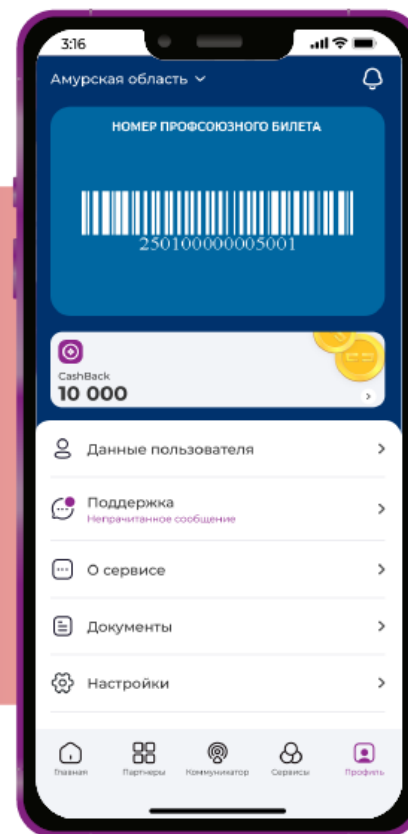 3:16
Амурская область
НОМЕР ПРОФСОЮЗНОГО БИЛЕТА
250100000005001
CashBack
10 000
Данные пользователя
Поддержка
Непрачитанное сообщение
О сервисе
Документы
Настройки
Главная Партнеры Коммуникатор Сервисы Профиль